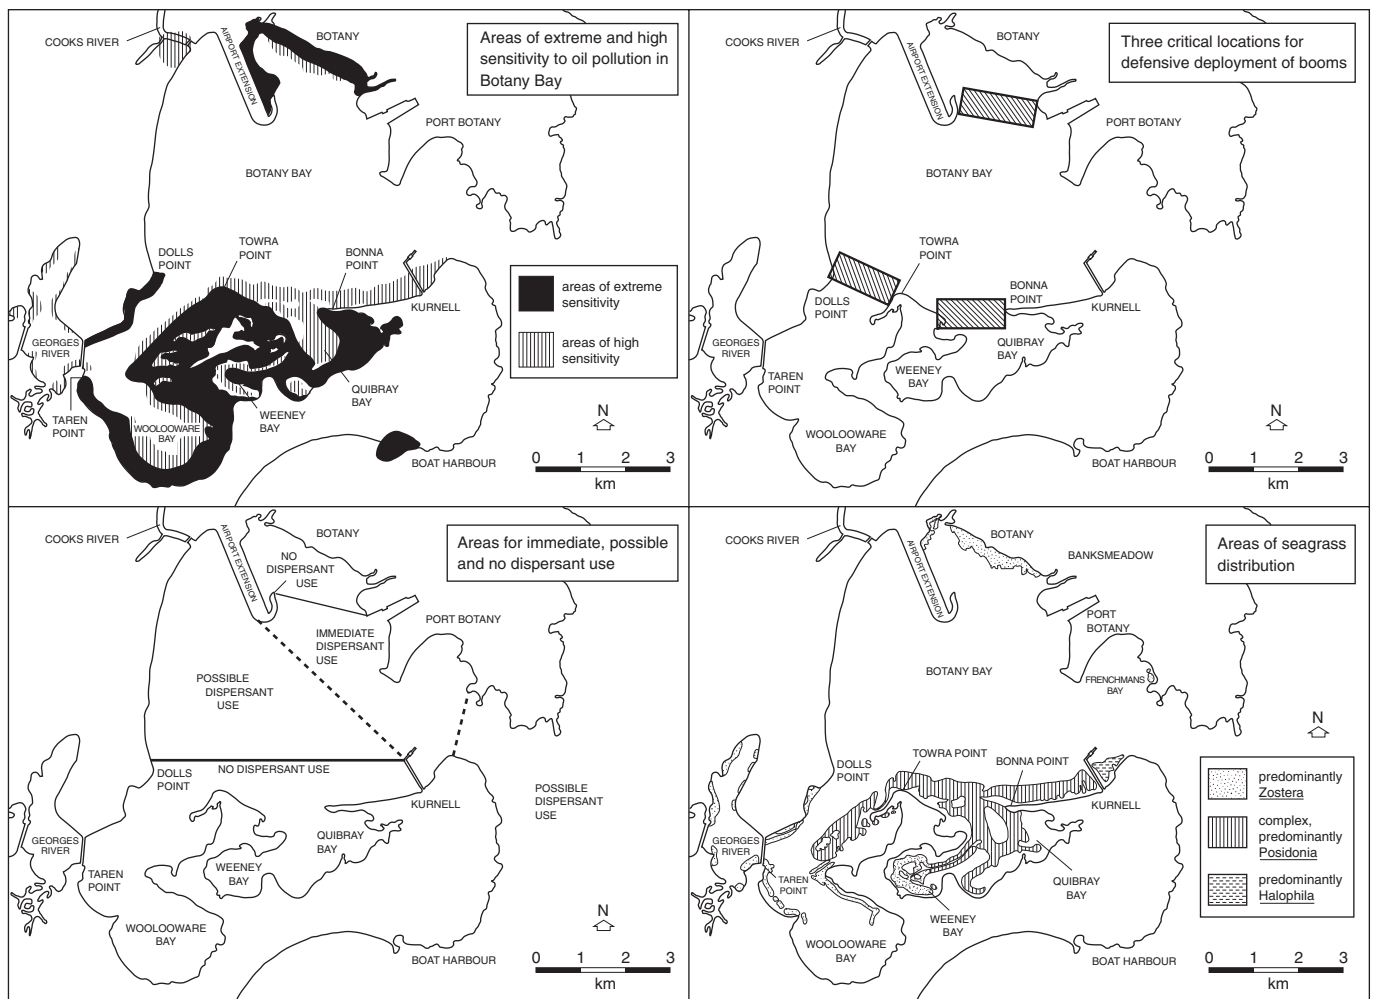 Areas of extreme and high
sensitivity to oil pollution in
Botany Bay
COOKS RIVER
AIRPORT EXTENSION
BOTANY
PORT BOTANY
BOTANY BAY
DOLLS
POINT
TOWRA
POINT
BONNA
POINT
KURNELL
GEORGES
RIVER
TAREN
POINT
WOOLOOWARE
BAY
WEENEY
BAY
QUIBRAY
BAY
BOAT HARBOUR
areas of extreme
sensitivity
areas of high
sensitivity
N
0 1 2 3
km
Three critical locations for
defensive deployment of booms
COOKS RIVER
AIRPORT EXTENSION
BOTANY
PORT BOTANY
BOTANY BAY
TOWRA
POINT
DOLLS
POINT
BONNA
POINT
KURNELL
GEORGES
RIVER
QUIBRAY
BAY
TAREN
POINT
WEENEY
BAY
WOOLOOWARE
BAY
BOAT HARBOUR
N
0 1 2 3
km
Areas for immediate, possible
and no dispersant use
COOKS RIVER
AIRPORT EXTENSION
BOTANY
NO
DISPERSANT
USE
PORT BOTANY
IMMEDIATE
DISPERSANT
USE
POSSIBLE
DISPERSANT
USE
NO DISPERSANT USE
DOLLS
POINT
KURNELL
POSSIBLE
DISPERSANT
USE
GEORGES
RIVER
QUIBRAY
BAY
TAREN
POINT
WEENEY
BAY
WOOLOOWARE
BAY
BOAT HARBOUR
N
0 1 2 3
km
Areas of seagrass
distribution
COOKS RIVER
AIRPORT EXTENSION
BOTANY
BANKSMEADOW
PORT
BOTANY
BOTANY BAY
FRENCHMANS
BAY
N
DOLLS
POINT
TOWRA POINT
BONNA POINT
KURNELL
GEORGES
RIVER
TAREN
POINT
QUIBRAY
BAY
WEENEY
BAY
WOOLOOWARE
BAY
BOAT HARBOUR
predominantly
Zostera
complex,
predominantly
Posidonia
predominantly
Halophila
0 1 2 3
km